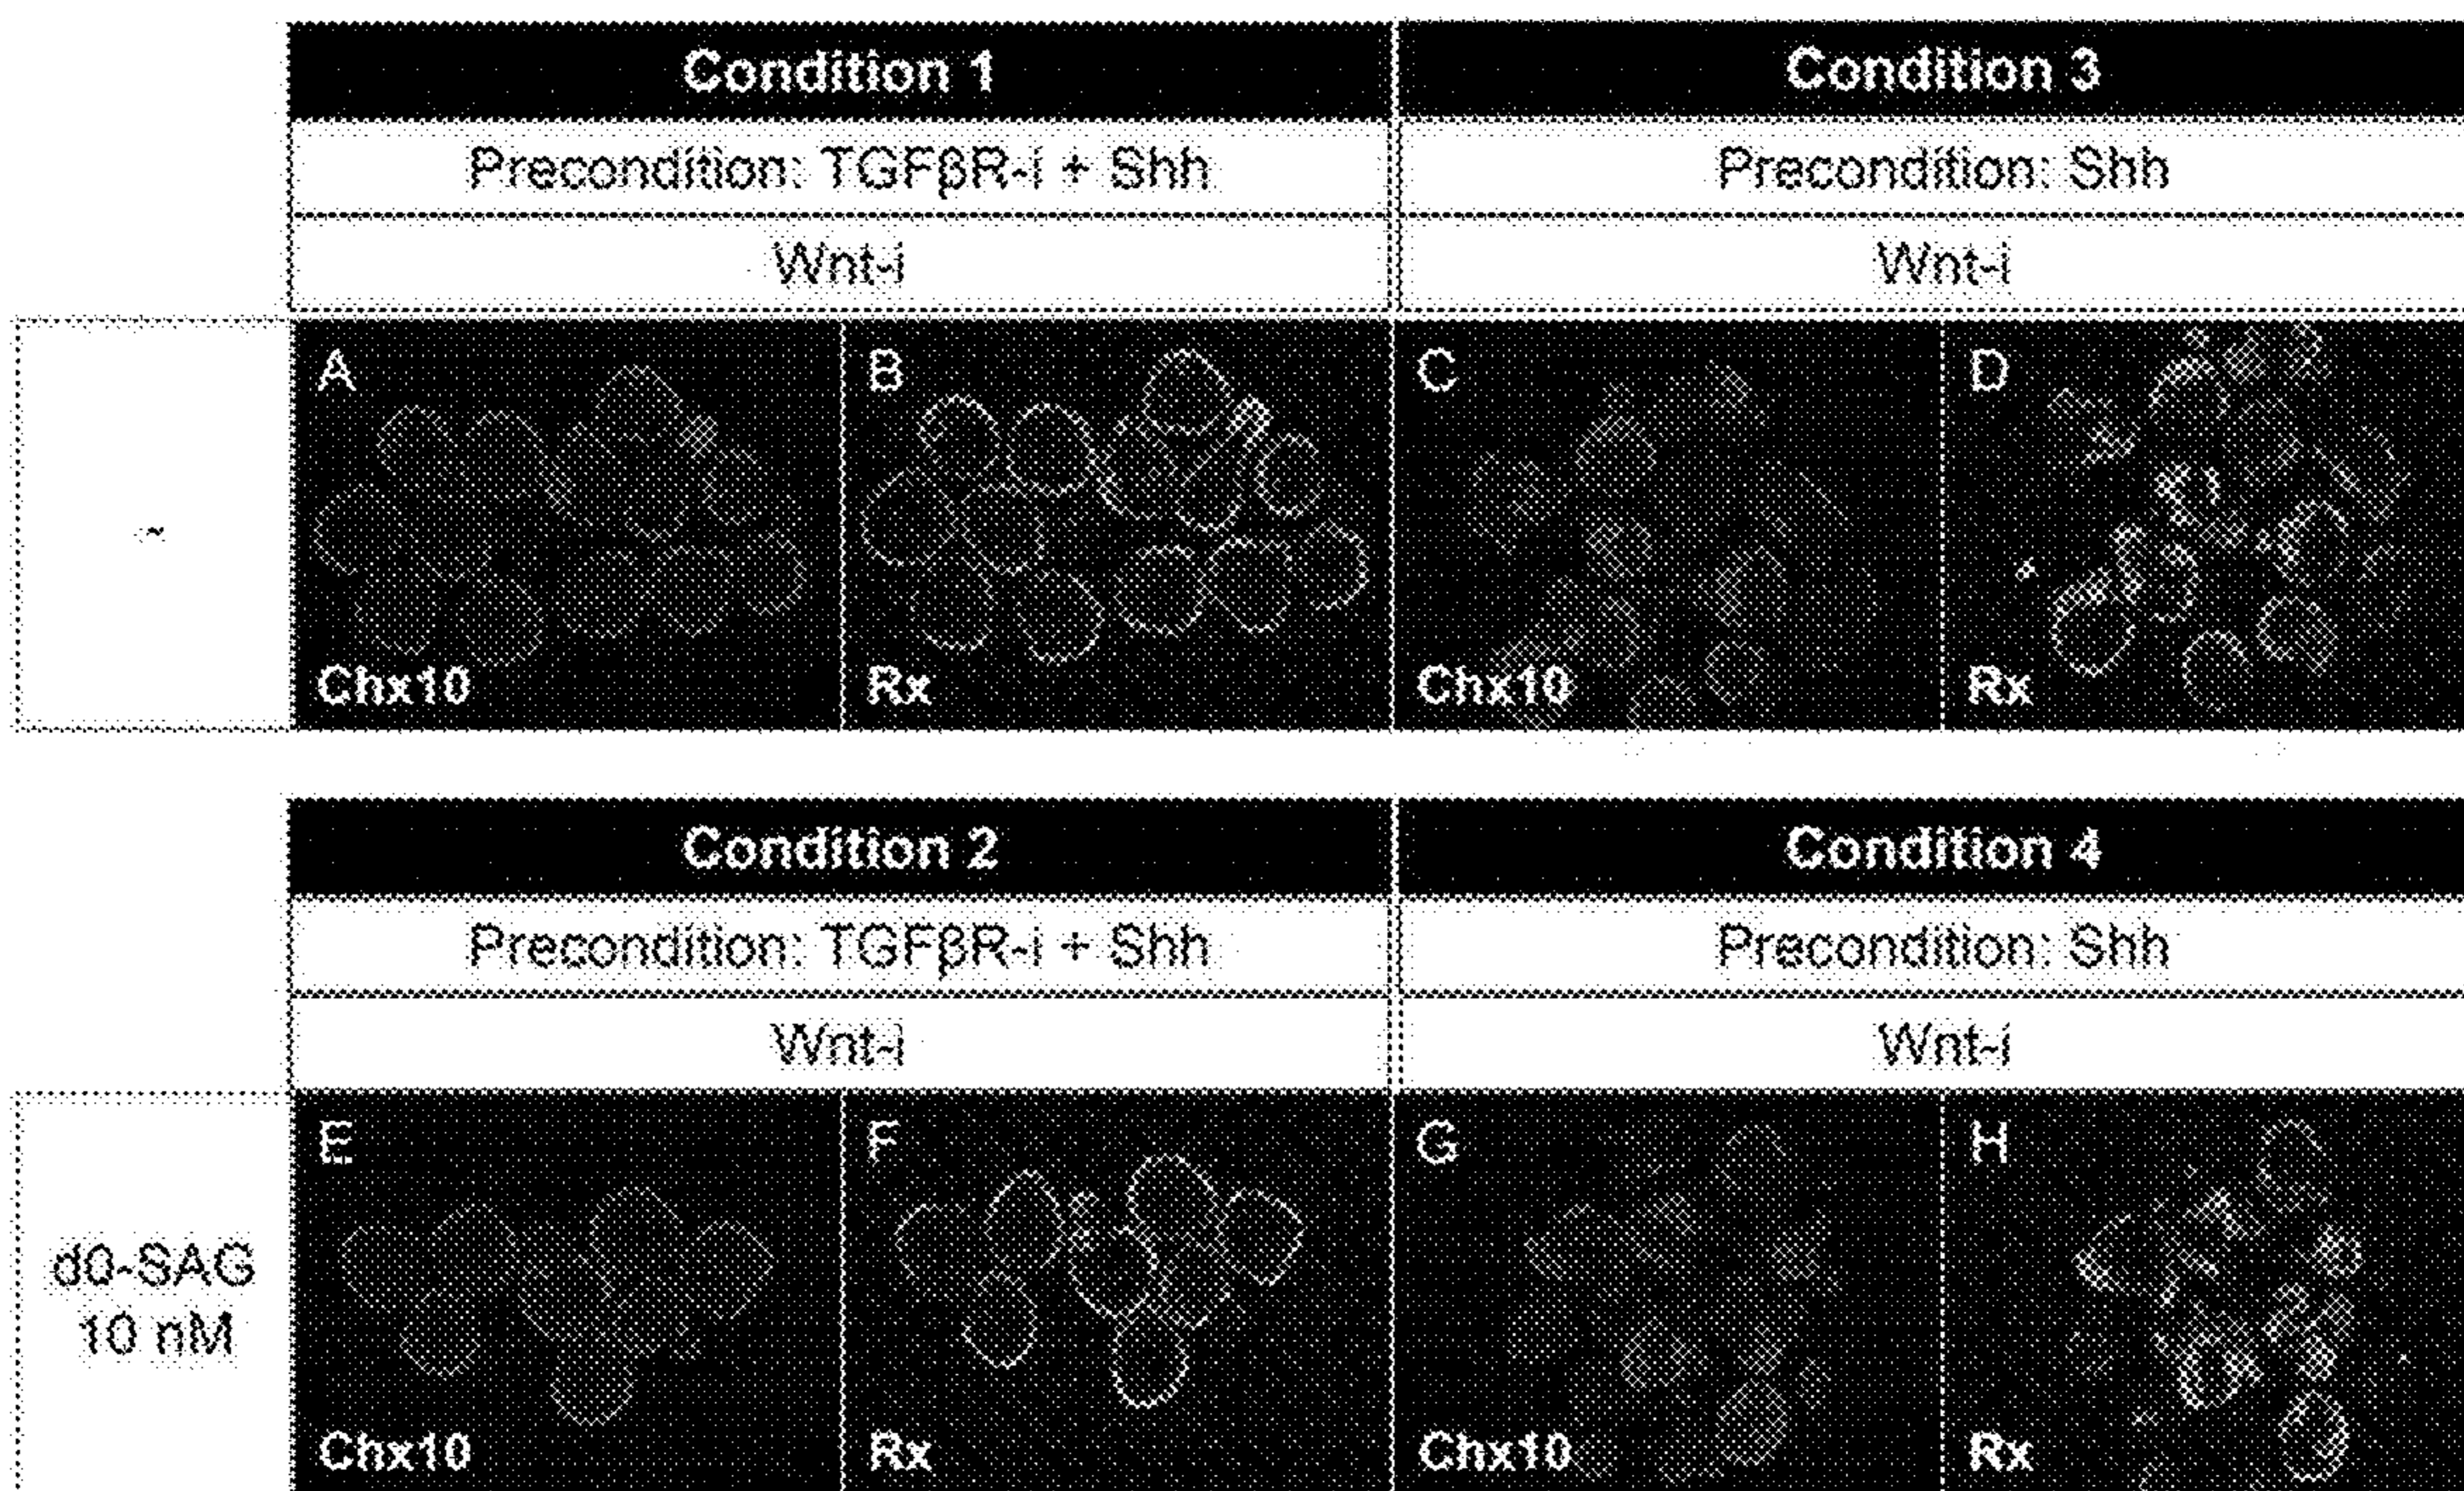 Condition 1
Condition 3
Precondition: TGFβR-i + Shh
Precondition: Shh
Wnt-i
Wnt-i
A
B
C
D
~
Chx10
Rx
Chx10
Rx
Condition 2
Condition 4
Precondition: TGFβR-i + Shh
Precondition: Shh
Wnt-i
Wnt-i
E
F
G
H
d0-SAG
10 nM
Chx10
Rx
Chx10
Rx